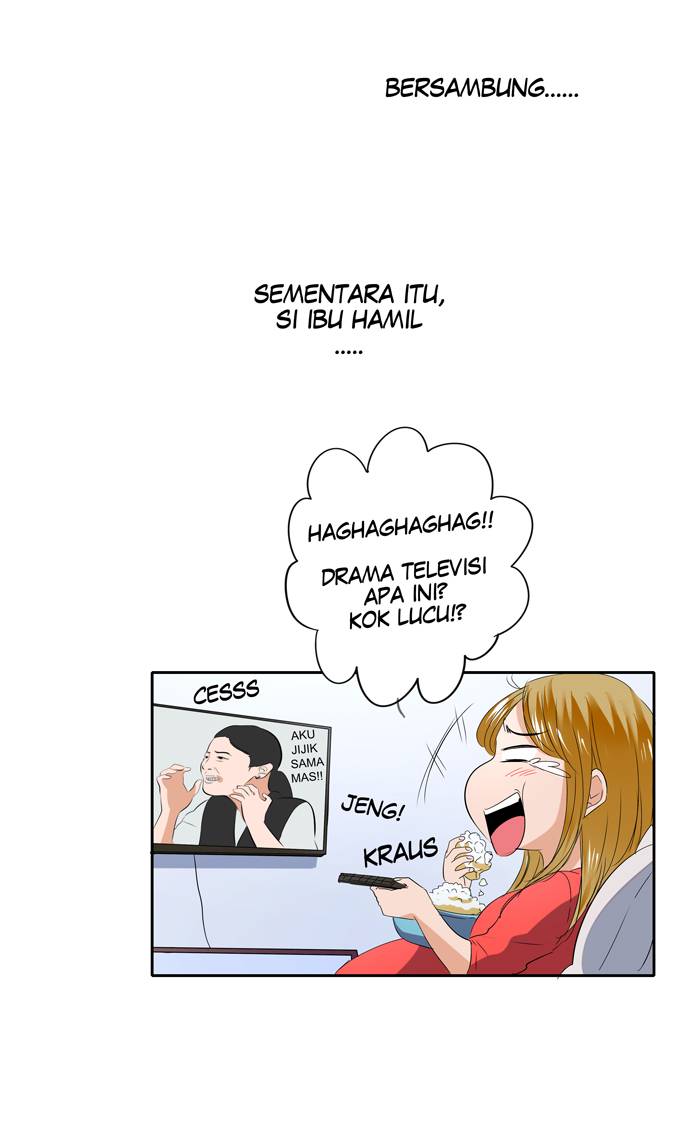 BERSAMBUNG......
SEMENTARA ITU,
SI IBU HAMIL
.....
HAGHAGHAGHAG!!
DRAMA TELEVISI
APA INI?
KOK LUCU!?
CESSS
AKU
JIJIK
SAMA
MAS!!
JENG!
KRAUS